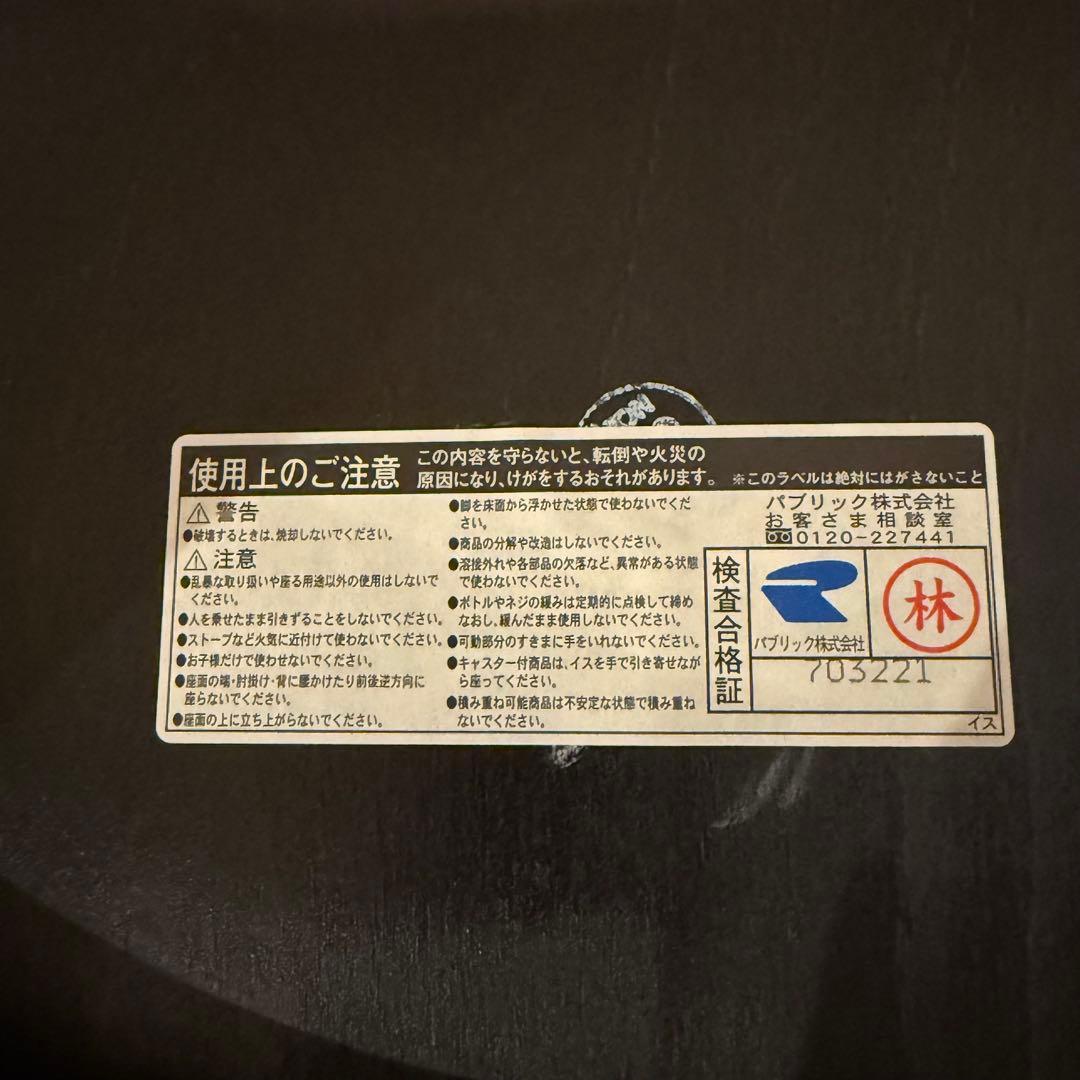 使用上のご注意
この内容を守らないと、転倒や火災の
原因になり、けがをするおそれがあります。
※このラベルは絶対にはがさないこと
警告
●破壊するときは、焼却しないでください。
注意
●乱暴な取り扱いや座る用途以外の使用はしないで
ください。
●人を乗せたまま引きずることをしないでください。
●ストーブなど火気に近付けて使わないでください。
●お子様だけで使わせないでください。
●座面の端・肘掛け・背に腰かけたり前後逆方向に
座らないでください。
●座面の上に立ち上がらないでください。
●脚を床面から浮かせた状態で使わないでくだ
さい。
●商品の分解や改造はしないでください。
●溶接外れや各部品の欠落など、異常がある状態
で使わないでください。
●ボトルやネジの緩みは定期的に点検して締め
なおし、緩んだまま使用しないでください。
●可動部分のすきまに手をいれないでください。
●キャスター付商品は、イスを手で引き寄せなが
ら座ってください。
●積み重ね可能商品は不安定な状態で積み重ね
ないでください。
パブリック株式会社
お客さま相談室
0120-227441
検査合格証
パブリック株式会社
林
703221
イス